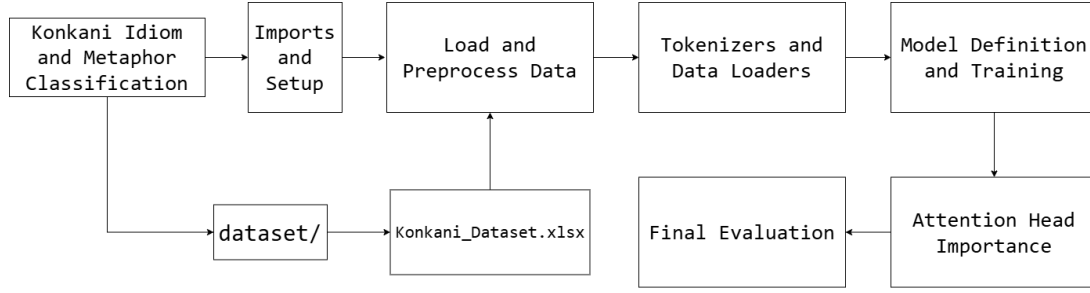 Konkani Idiom
and Metaphor
Classification
Imports
and
Setup
Load and
Preprocess Data
Tokenizers and
Data Loaders
Model Definition
and Training
dataset/
Konkani_Dataset.xlsx
Final Evaluation
Attention Head
Importance